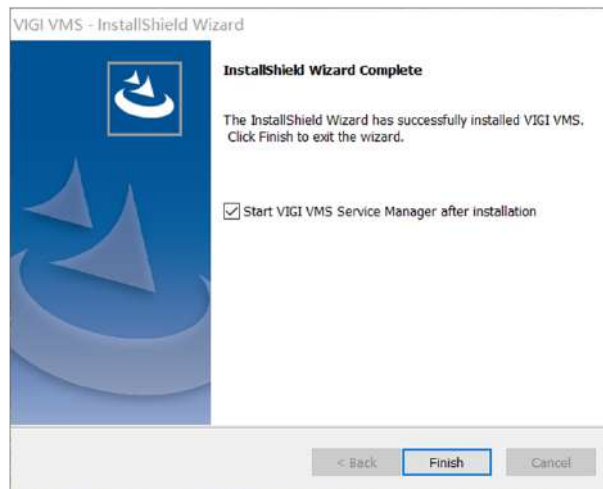 VIGI VMS - InstallShield Wizard
InstallShield Wizard Complete
The InstallShield Wizard has successfully installed VIGI VMS.
Click Finish to exit the wizard.
Start VIGI VMS Service Manager after installation
< Back Finish Cancel